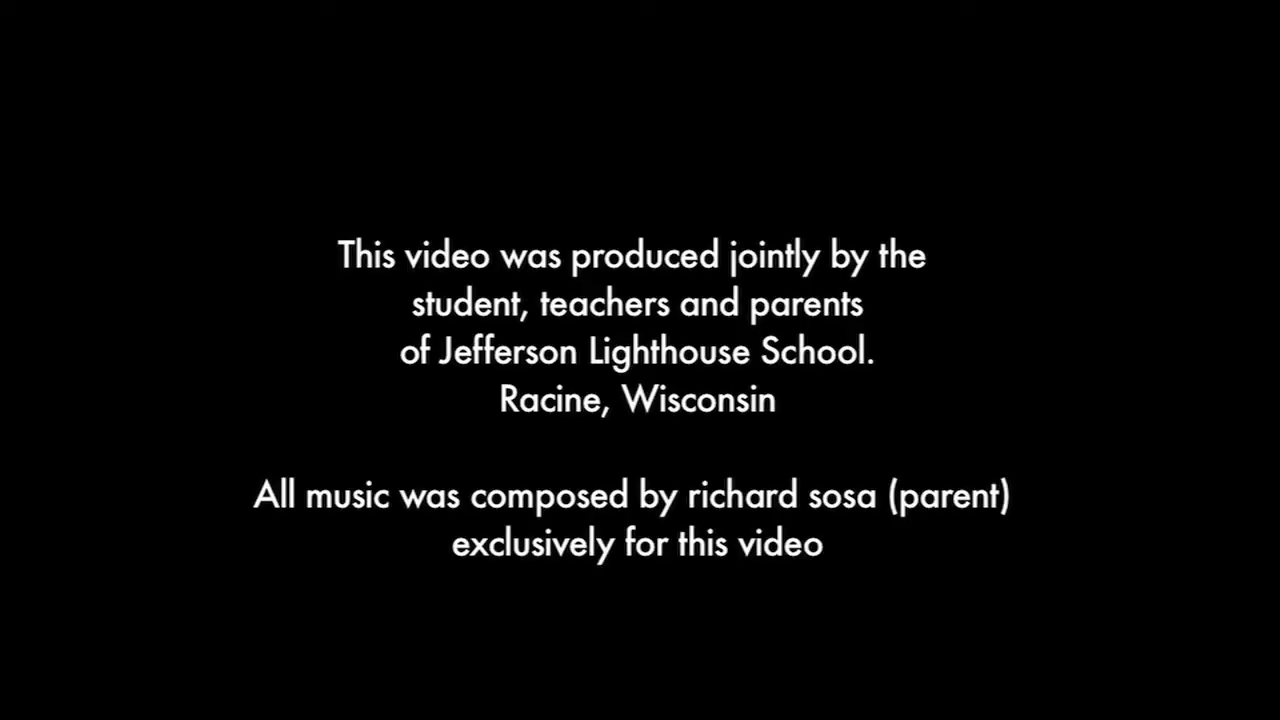 This video was produced jointly by the
student, teachers and parents
of Jefferson Lighthouse School.
Racine, Wisconsin
All music was composed by richard sosa (parent)
exclusively for this video